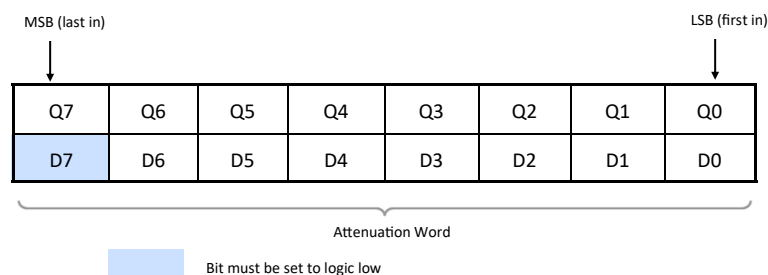 MSB (last in) LSB (first in)
Q7 Q6 Q5 Q4 Q3 Q2 Q1 Q0
D7 D6 D5 D4 D3 D2 D1 D0
Attenuation Word
Bit must be set to logic low